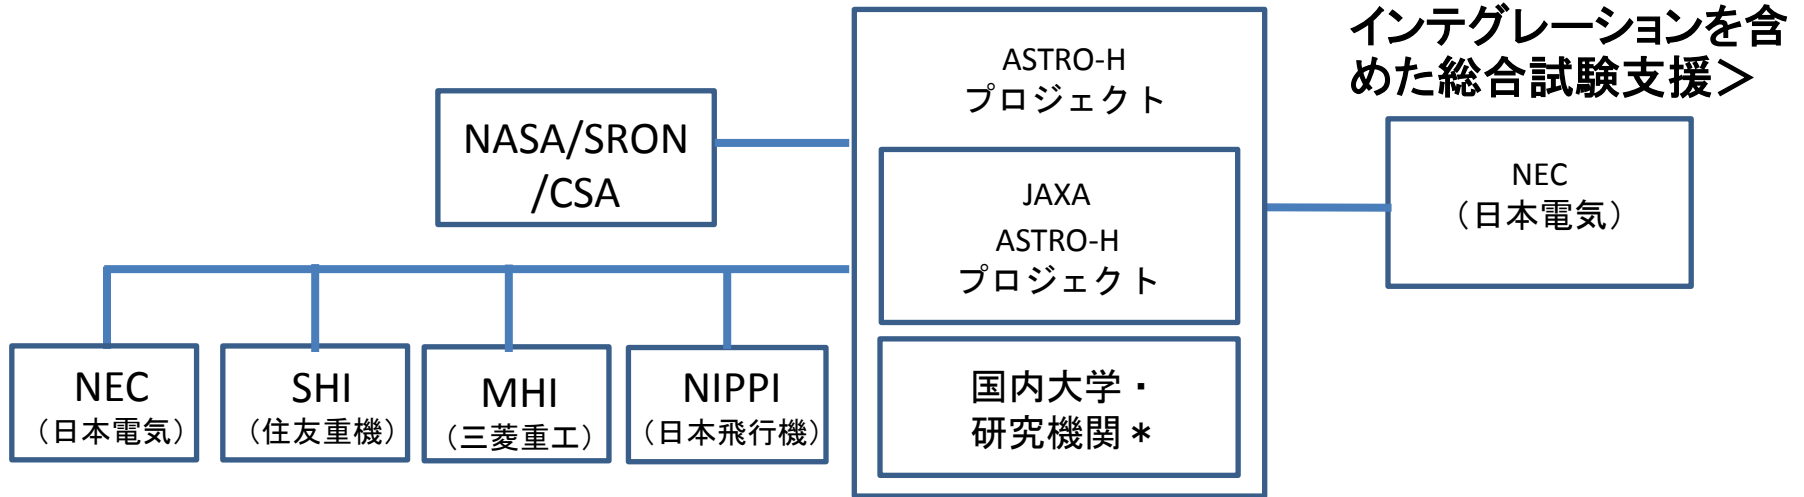 インテグレーションを含
めた総合試験支援＞
ASTRO-H
プロジェクト
NASA/SRON
/CSA
JAXA
ASTRO-H
プロジェクト
NEC
（日本電気）
NEC
（日本電気）
SHI
（住友重機）
MHI
（三菱重工）
NIPPI
（日本飛行機）
国内大学・
研究機関＊